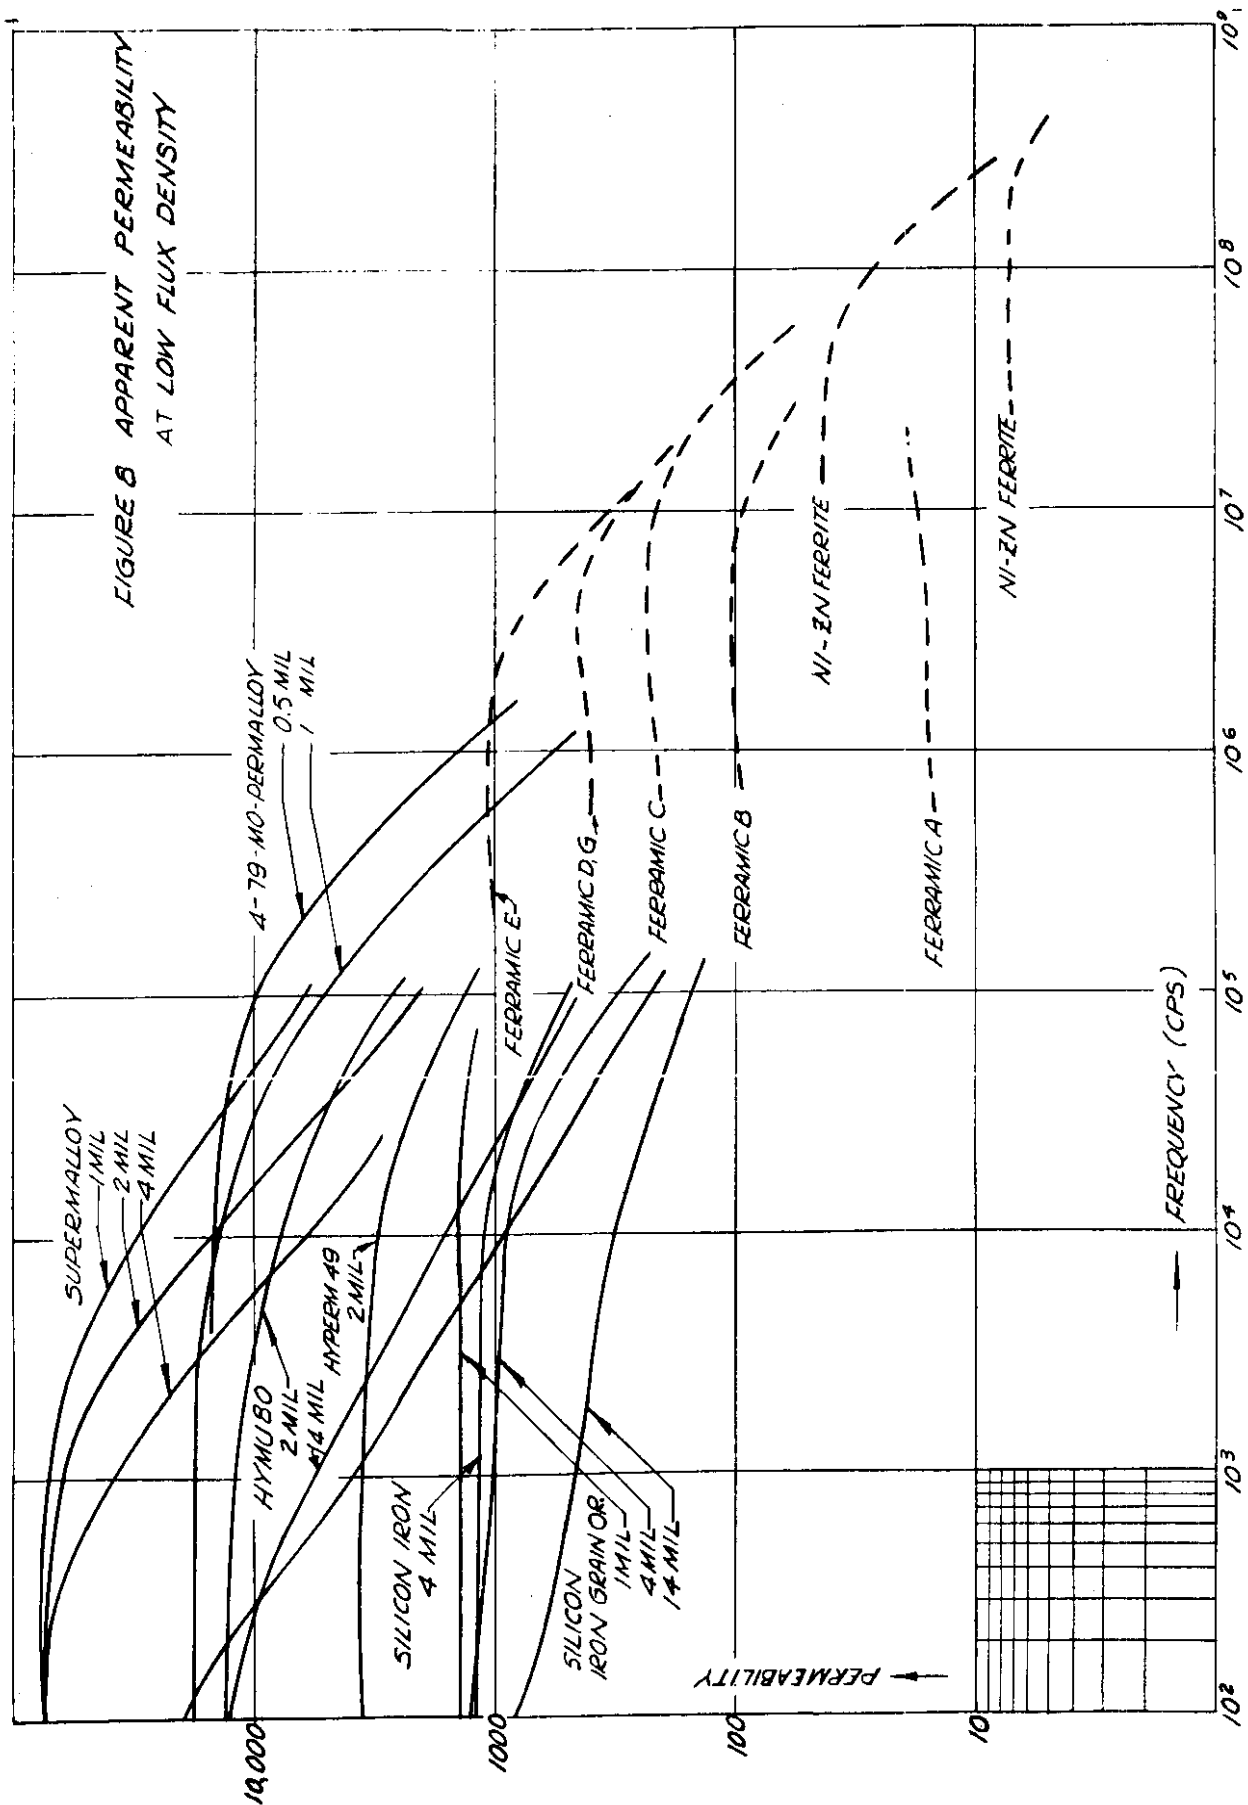 FIGURE 8 APPARENT PERMEABILITY
AT LOW FLUX DENSITY
SUPERMALLOY
1 MIL
2 MIL
4 MIL
4-79-MO-PERMALLOY
0.5 MIL
1 MIL
HYMU80
2 MIL
14 MIL
HYPERM 49
2 MIL
SILICON IRON
4 MIL
SILICON
IRON GRAIN OR.
1 MIL
4 MIL
14 MIL
FERRAMIC E
FERRAMIC D,G
FERRAMIC C
FERRAMIC B
FERRAMIC A
NI-ZN FERRITE
NI-ZN FERRITE
PERMEABILITY
10,000
1000
100
10
10²
10³
10⁴
10⁵
10⁶
10⁷
10⁸
10⁹
FREQUENCY (CPS)